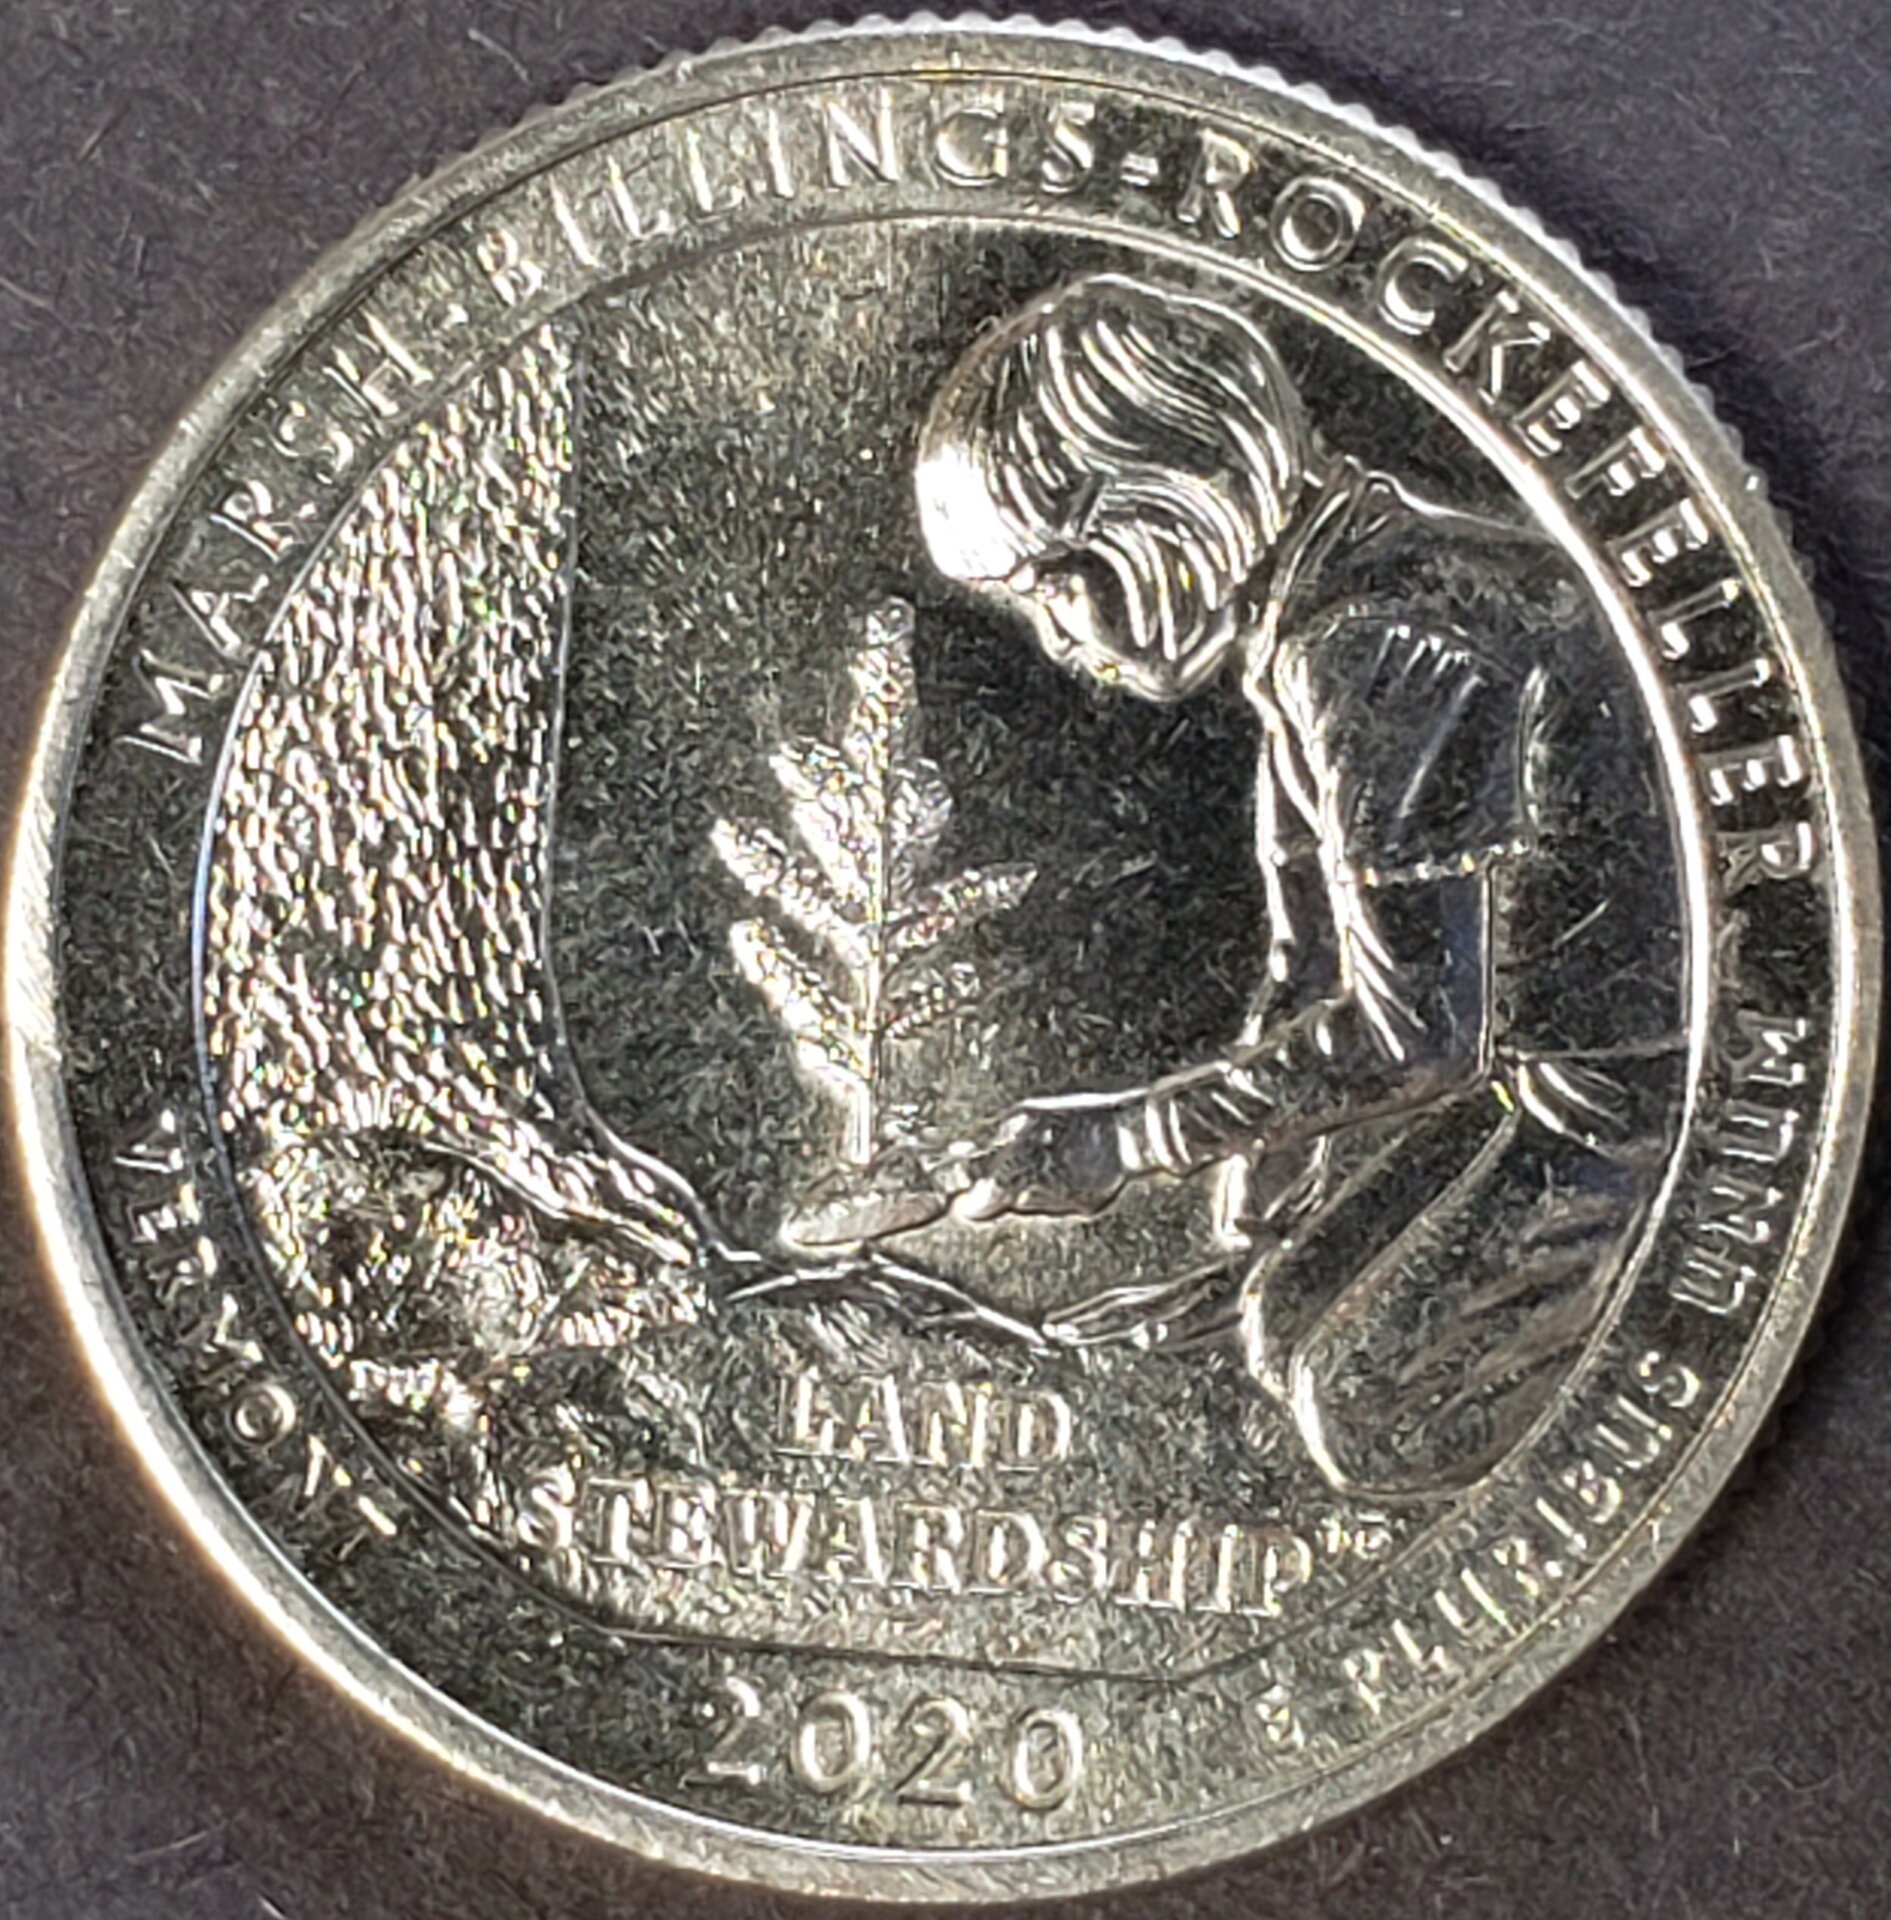 MARSH-BILLINGS-ROCKEFELLER
VERMONT
LAND
STEWARDSHIP
2020
E PLURIBUS UNUM